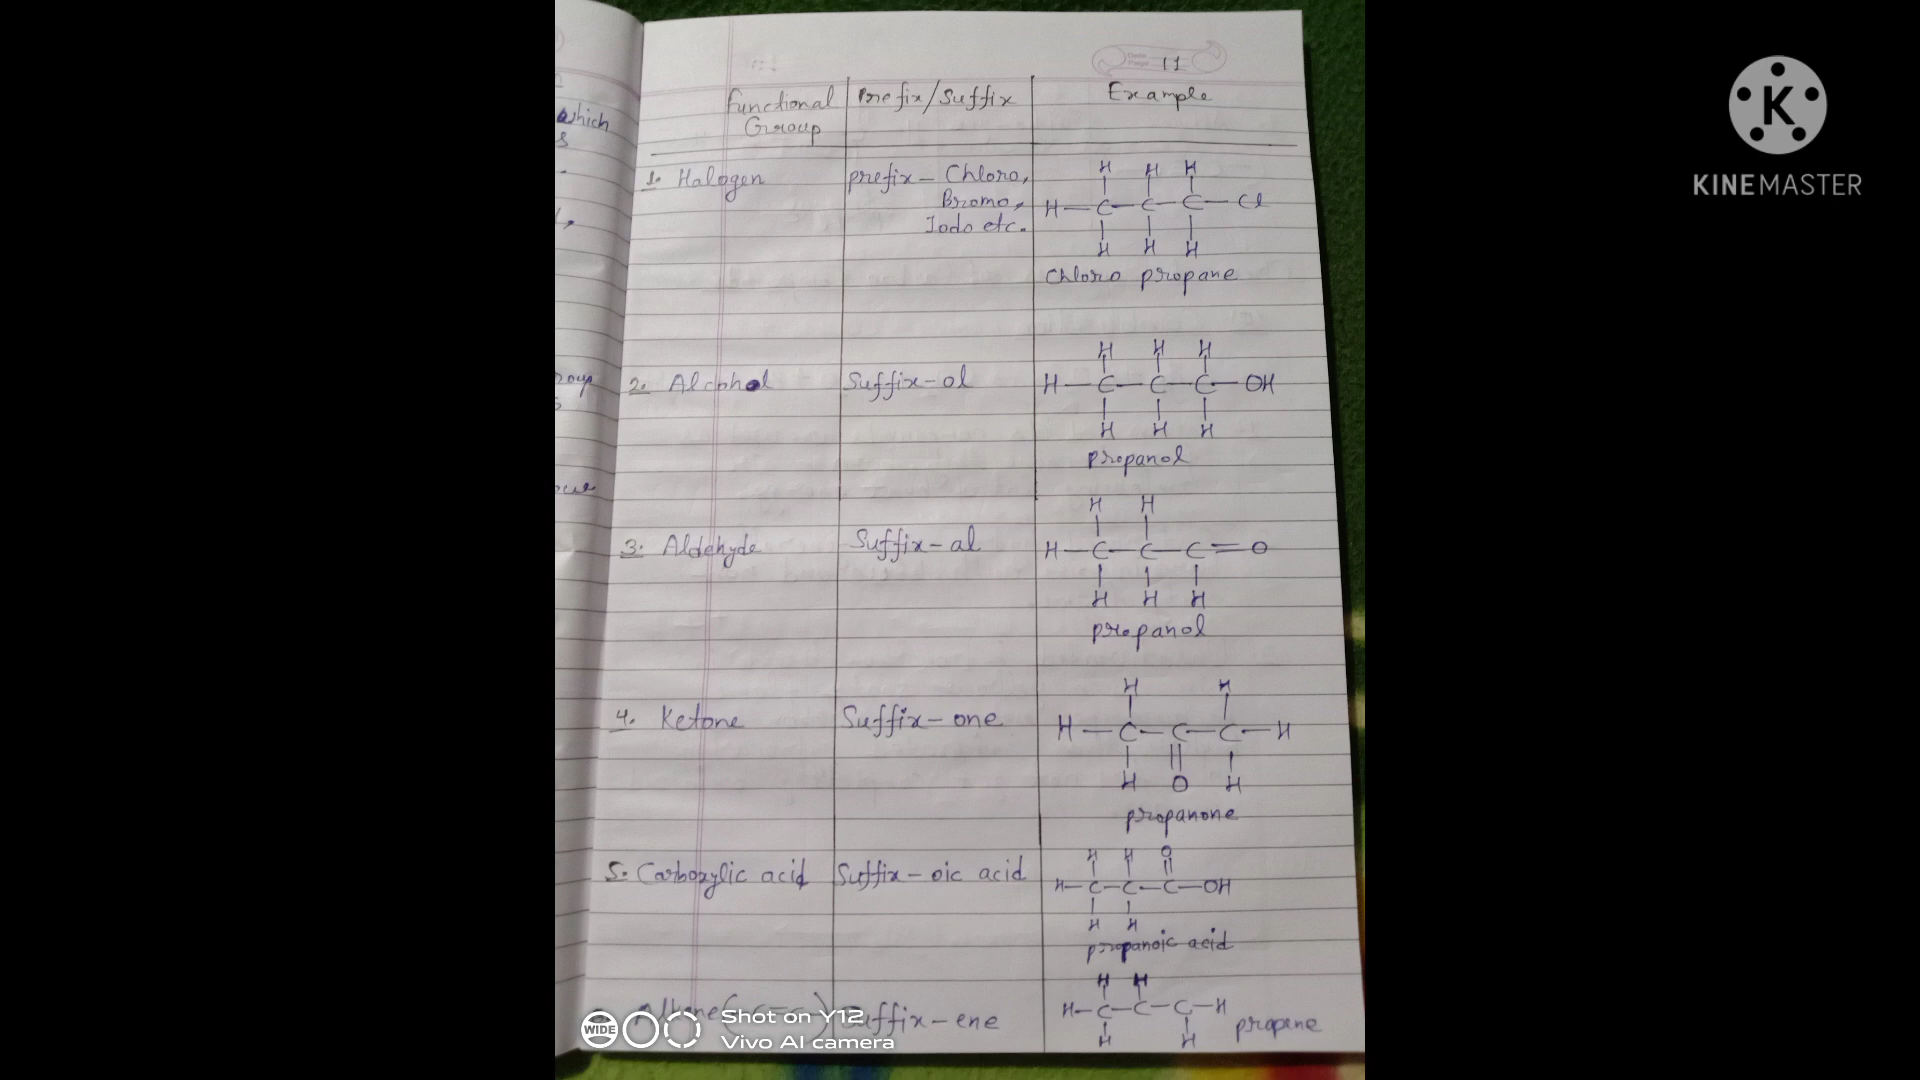 11
Functional Group | Prefix/Suffix | Example
1. Halogen | prefix - Chloro, Bromo, Iodo etc.
H H H
H - C - C - C - Cl
H H H
Chloro propane
2. Alcohol | Suffix - ol
H H H
H - C - C - C - OH
H H H
propanol
3. Aldehyde | Suffix - al
H H
H - C - C - C = O
H H H
propanol
4. Ketone | Suffix - one
H H
H - C - C - C - H
H O H
propanone
5. Carboxylic acid | Suffix - oic acid
H H O
H - C - C - C - OH
H H
propanoic acid
H H
Suffix - ene | H - C - C - C - H
H H
which
KINEMASTER
K
WIDE
Shot on Y12
Vivo AI camera